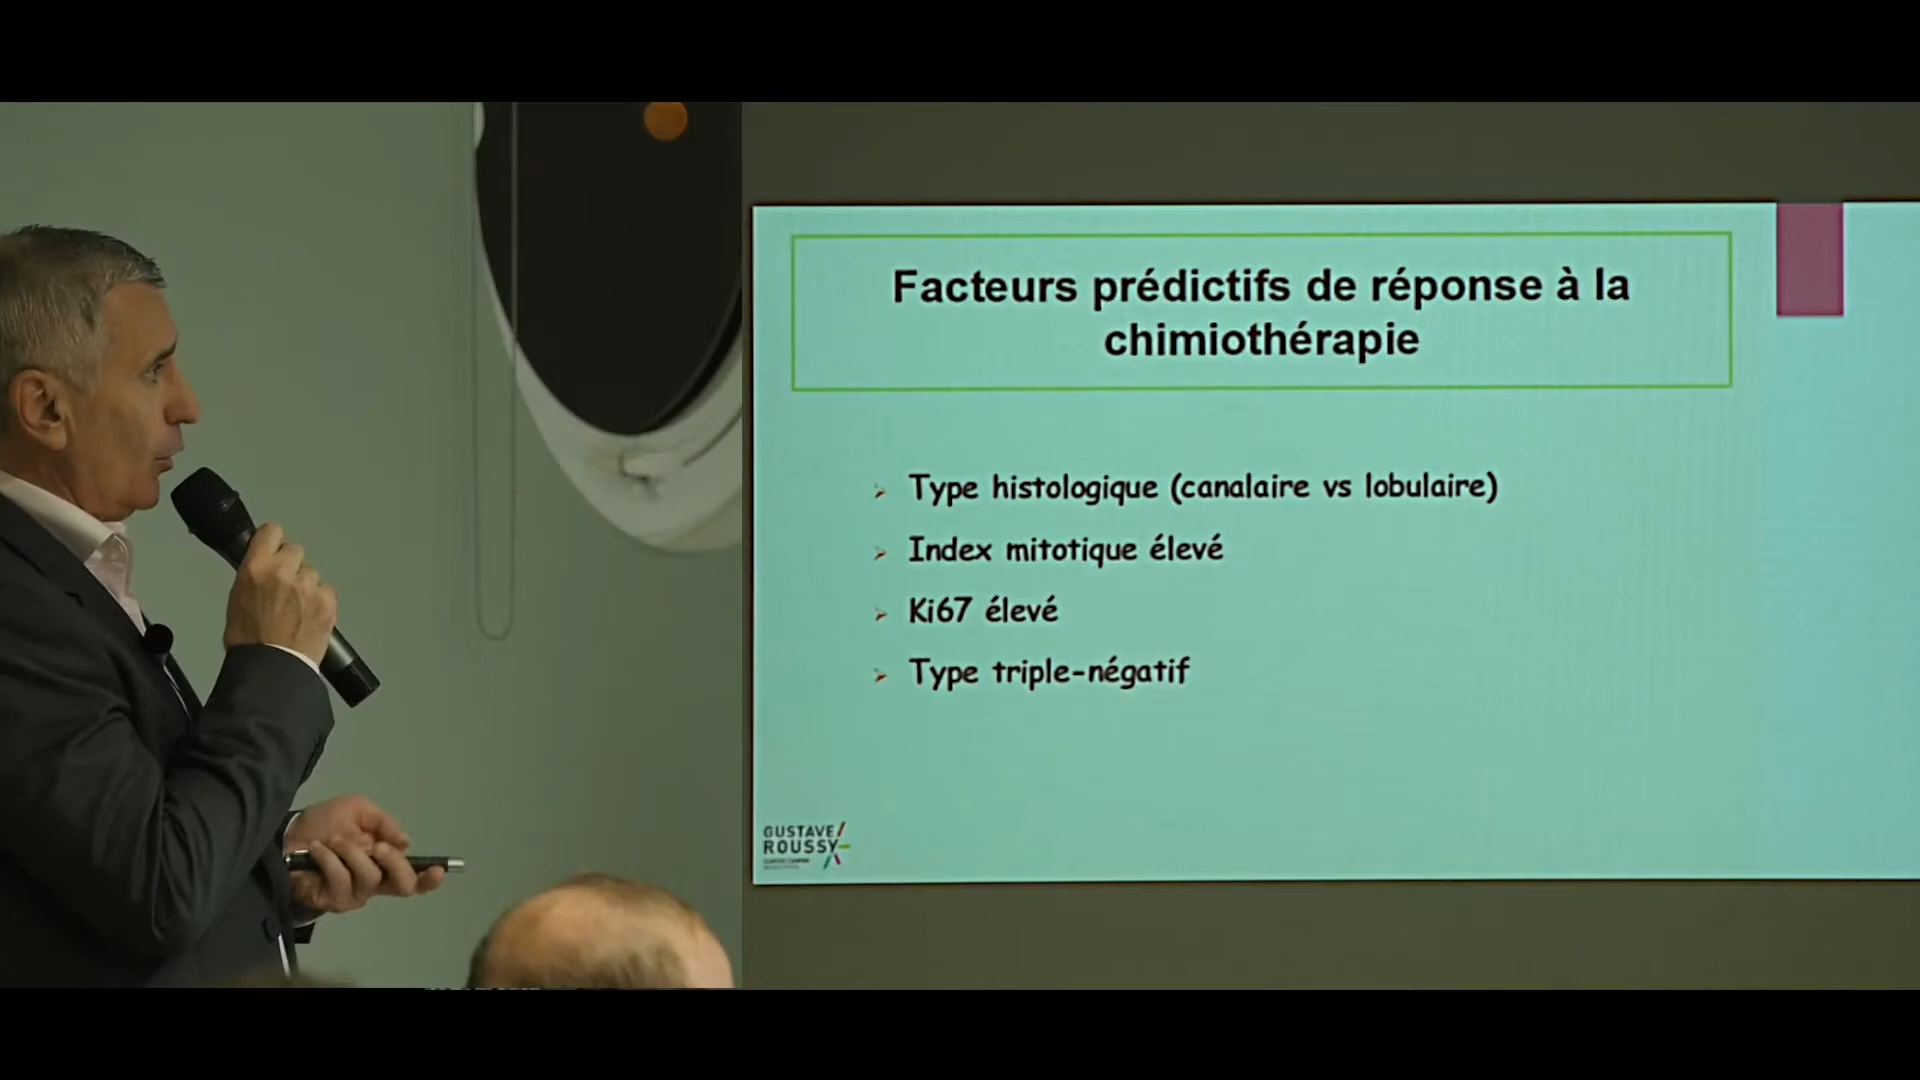 Facteurs prédictifs de réponse à la
chimiothérapie
Type histologique (canalaire vs lobulaire)
Index mitotique élevé
Ki67 élevé
Type triple-négatif
GUSTAVE
ROUSSY